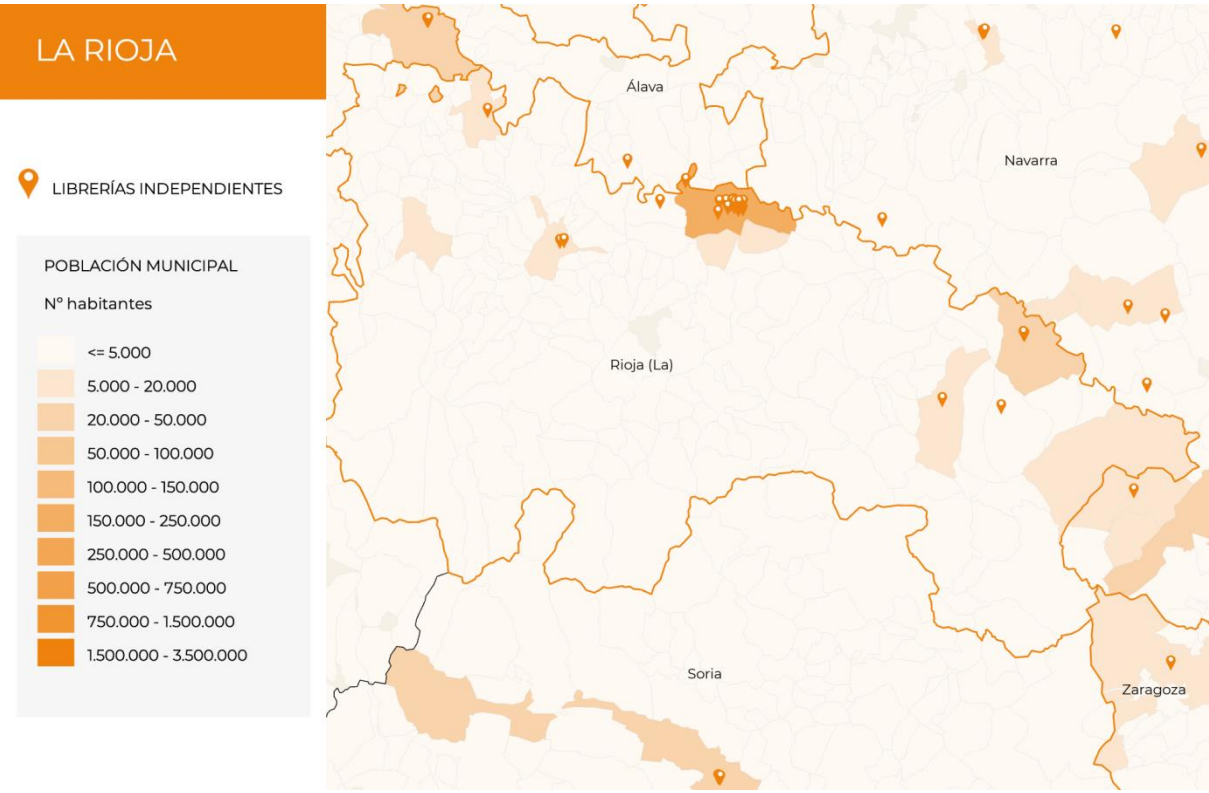 LA RIOJA
LIBRERÍAS INDEPENDIENTES
POBLACIÓN MUNICIPAL
Nº habitantes
<= 5.000
5.000 - 20.000
20.000 - 50.000
50.000 - 100.000
100.000 - 150.000
150.000 - 250.000
250.000 - 500.000
500.000 - 750.000
750.000 - 1.500.000
1.500.000 - 3.500.000
Álava
Navarra
Rioja (La)
Soria
Zaragoza